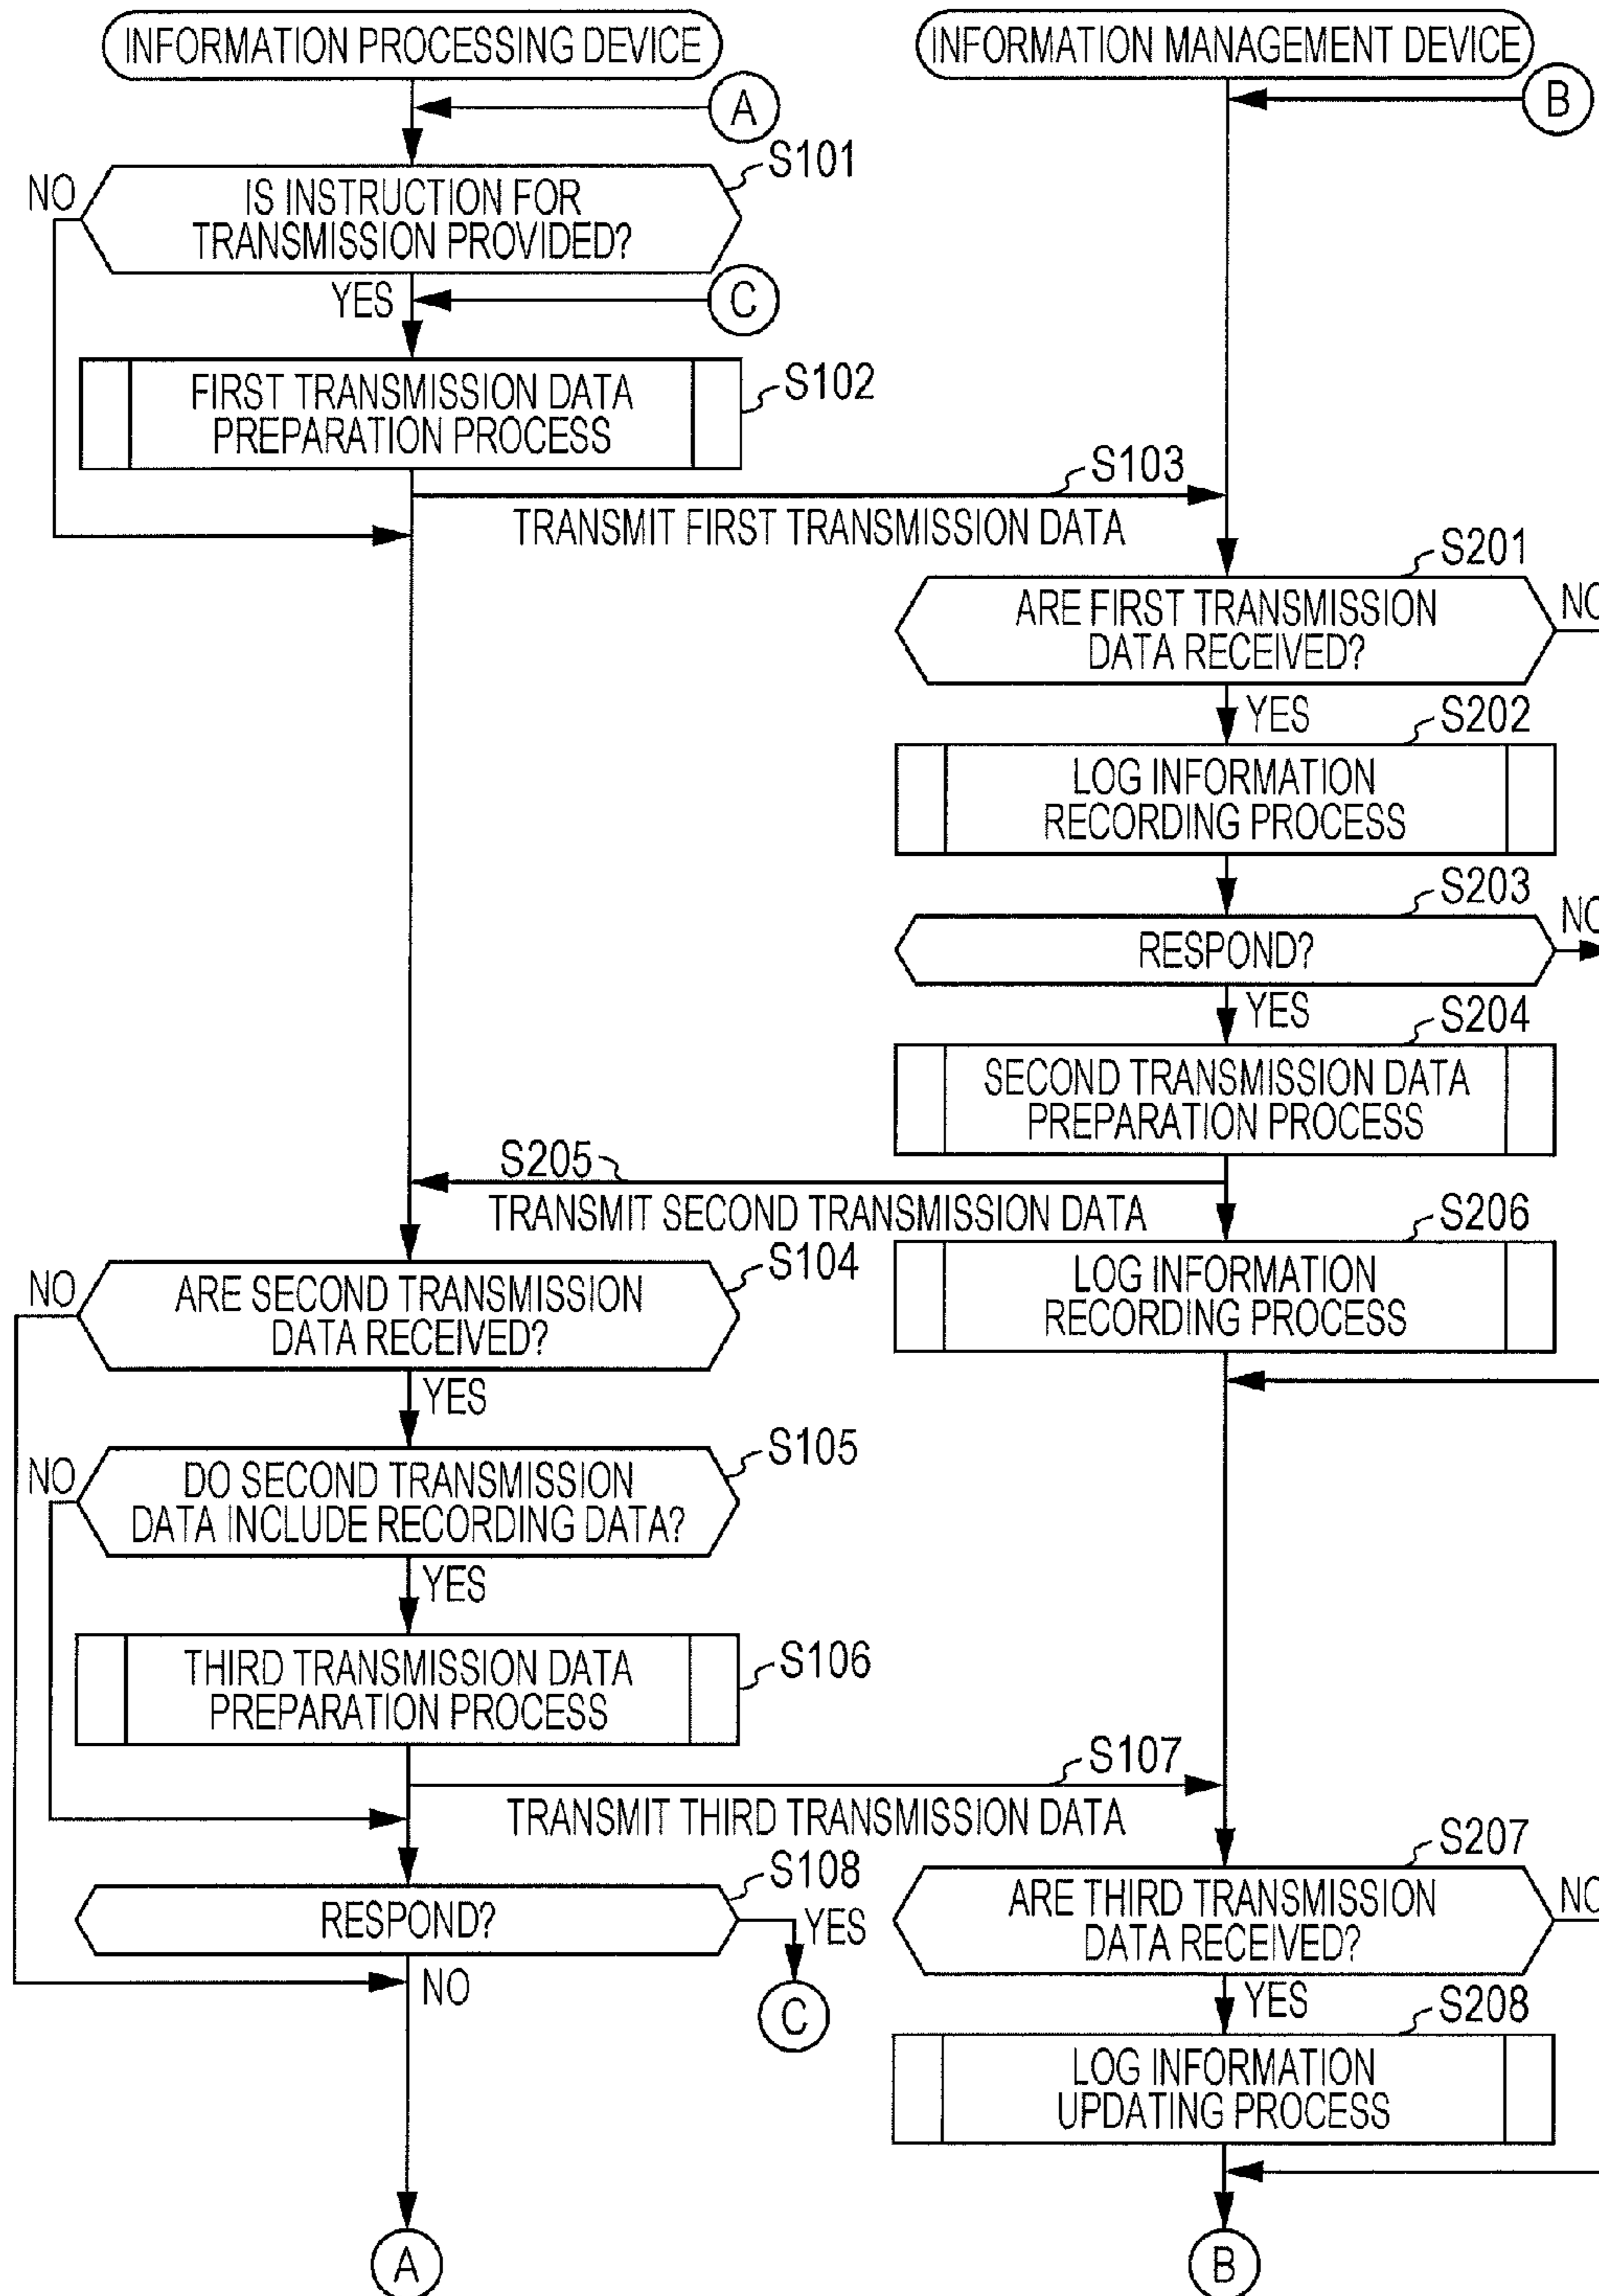 INFORMATION PROCESSING DEVICE
INFORMATION MANAGEMENT DEVICE
A
B
S101
NO
IS INSTRUCTION FOR
TRANSMISSION PROVIDED?
YES
C
S102
FIRST TRANSMISSION DATA
PREPARATION PROCESS
S103
TRANSMIT FIRST TRANSMISSION DATA
S201
ARE FIRST TRANSMISSION
DATA RECEIVED?
NO
YES
S202
LOG INFORMATION
RECORDING PROCESS
S203
RESPOND?
NO
YES
S204
SECOND TRANSMISSION DATA
PREPARATION PROCESS
S205
TRANSMIT SECOND TRANSMISSION DATA
S206
LOG INFORMATION
RECORDING PROCESS
S104
NO
ARE SECOND TRANSMISSION
DATA RECEIVED?
YES
S105
NO
DO SECOND TRANSMISSION
DATA INCLUDE RECORDING DATA?
YES
S106
THIRD TRANSMISSION DATA
PREPARATION PROCESS
S107
TRANSMIT THIRD TRANSMISSION DATA
S108
RESPOND?
YES
NO
C
S207
ARE THIRD TRANSMISSION
DATA RECEIVED?
NO
YES
S208
LOG INFORMATION
UPDATING PROCESS
A
B